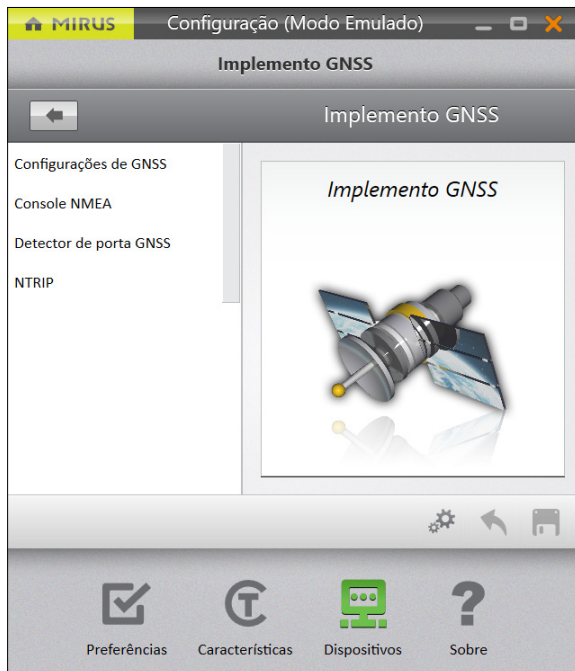 MIRUS Configuração (Modo Emulado)
Implemento GNSS
Implemento GNSS
Configurações de GNSS
Console NMEA
Detector de porta GNSS
NTRIP
Implemento GNSS
Preferências Características Dispositivos Sobre